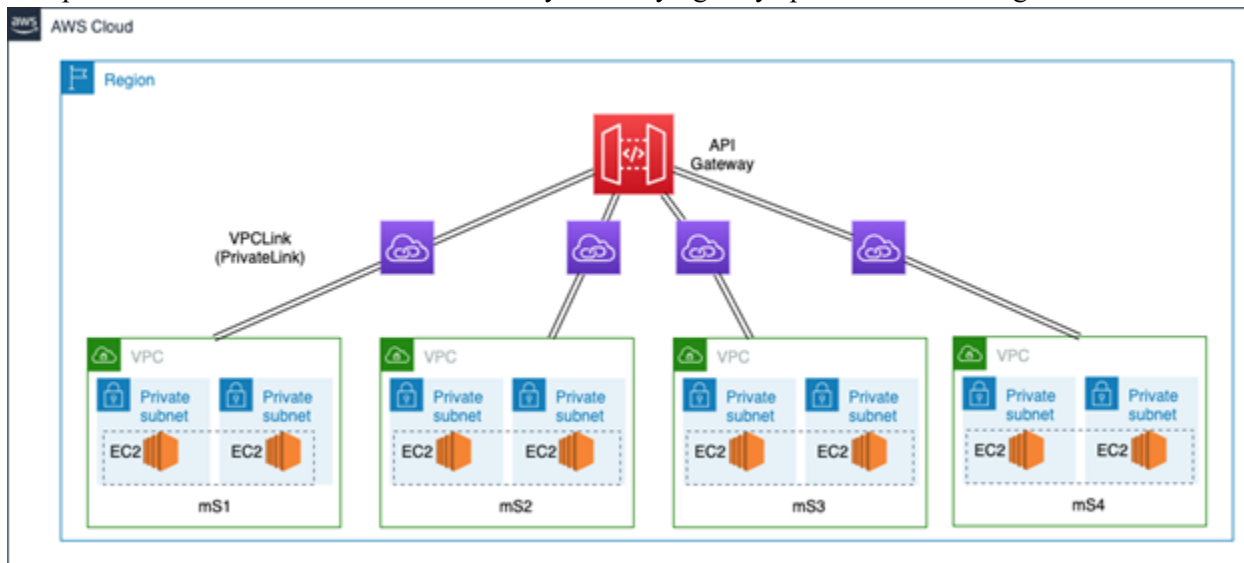 aws
AWS Cloud
Region
API
Gateway
VPCLink
(PrivateLink)
VPC
Private
subnet
Private
subnet
EC2
EC2
mS1
VPC
Private
subnet
Private
subnet
EC2
EC2
mS2
VPC
Private
subnet
Private
subnet
EC2
EC2
mS3
VPC
Private
subnet
Private
subnet
EC2
EC2
mS4